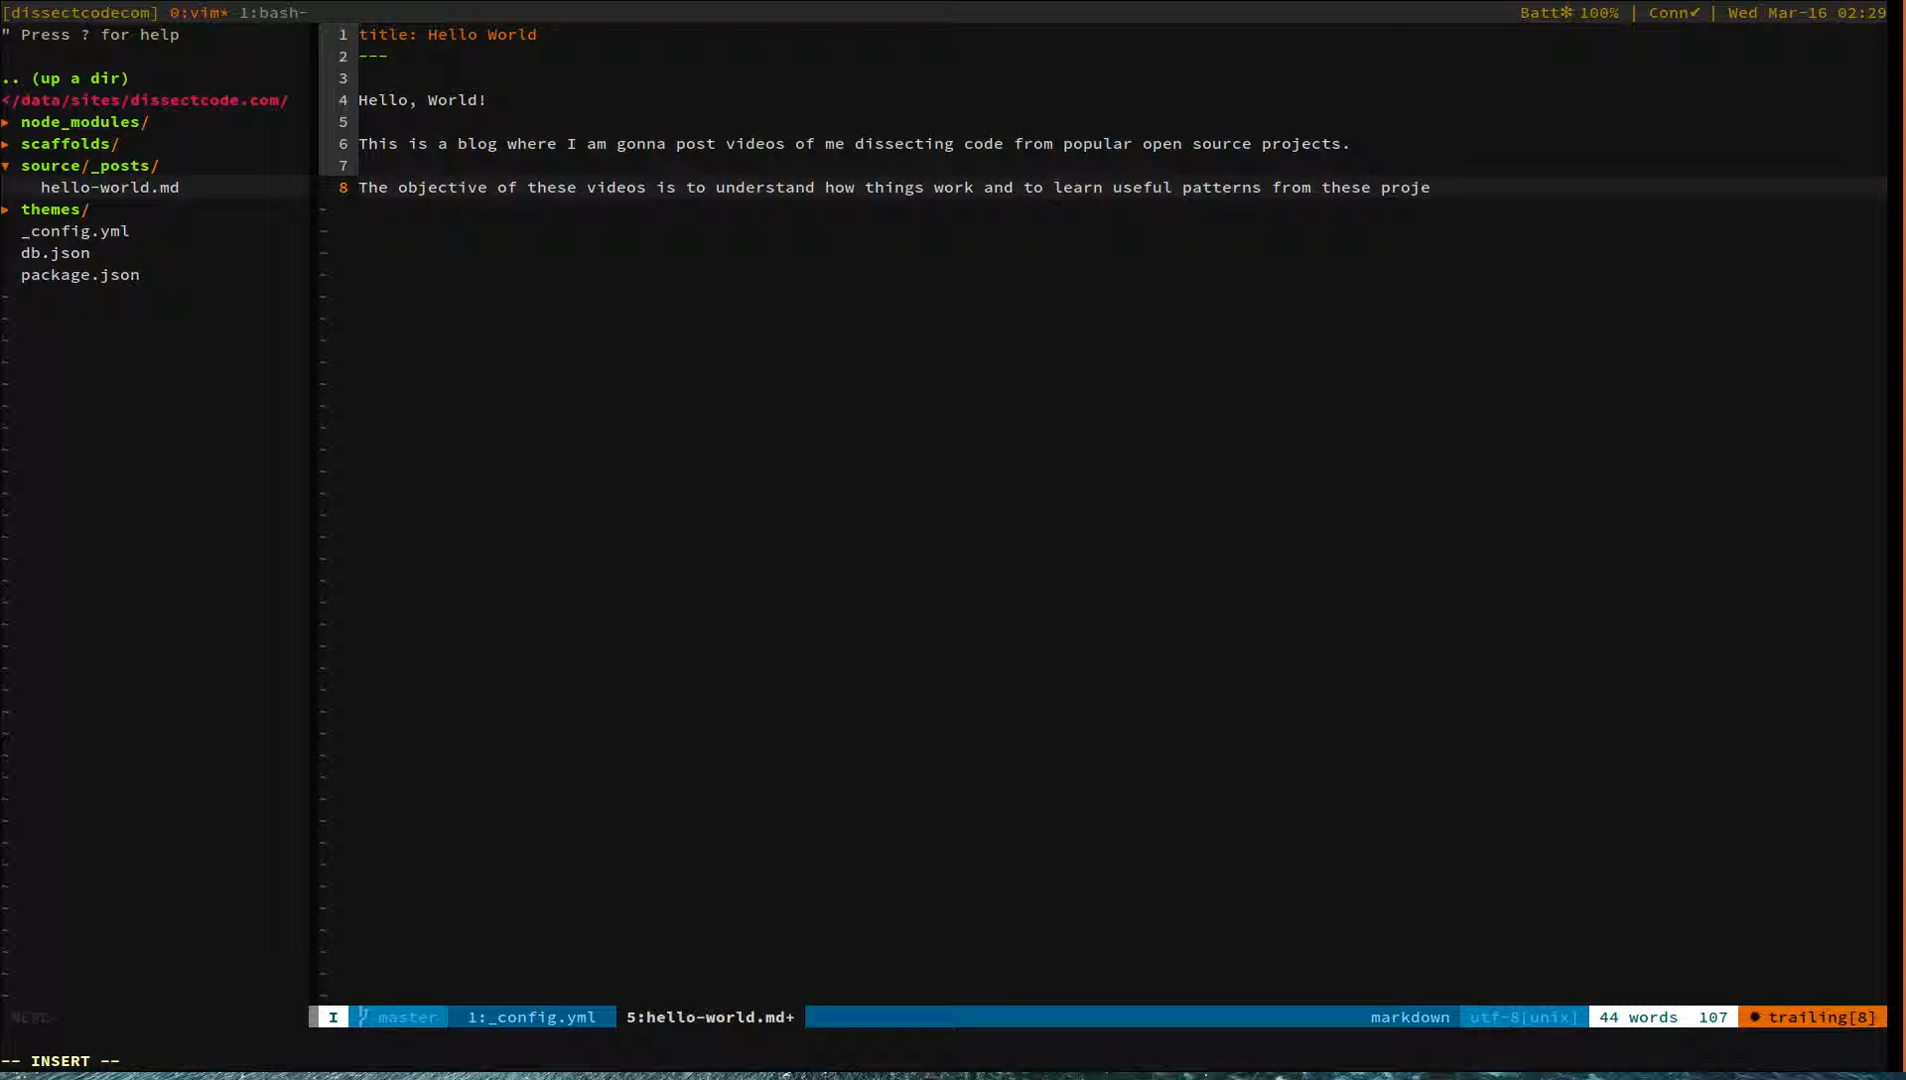 [dissectcodecom] 0:vim* 1:bash- Batt✻ 100% | Conn✔ | Wed Mar-16 02:29
" Press ? for help
.. (up a dir)
</data/sites/dissectcode.com/
▸ node_modules/
▸ scaffolds/
▾ source/_posts/
hello-world.md
▸ themes/
_config.yml
db.json
package.json
1 title: Hello World
2 ---
3
4 Hello, World!
5
6 This is a blog where I am gonna post videos of me dissecting code from popular open source projects.
7
8 The objective of these videos is to understand how things work and to learn useful patterns from these proje
NERD
I master 1:_config.yml 5:hello-world.md+ markdown utf-8[unix] 44 words 107 ✹ trailing[8]
-- INSERT --